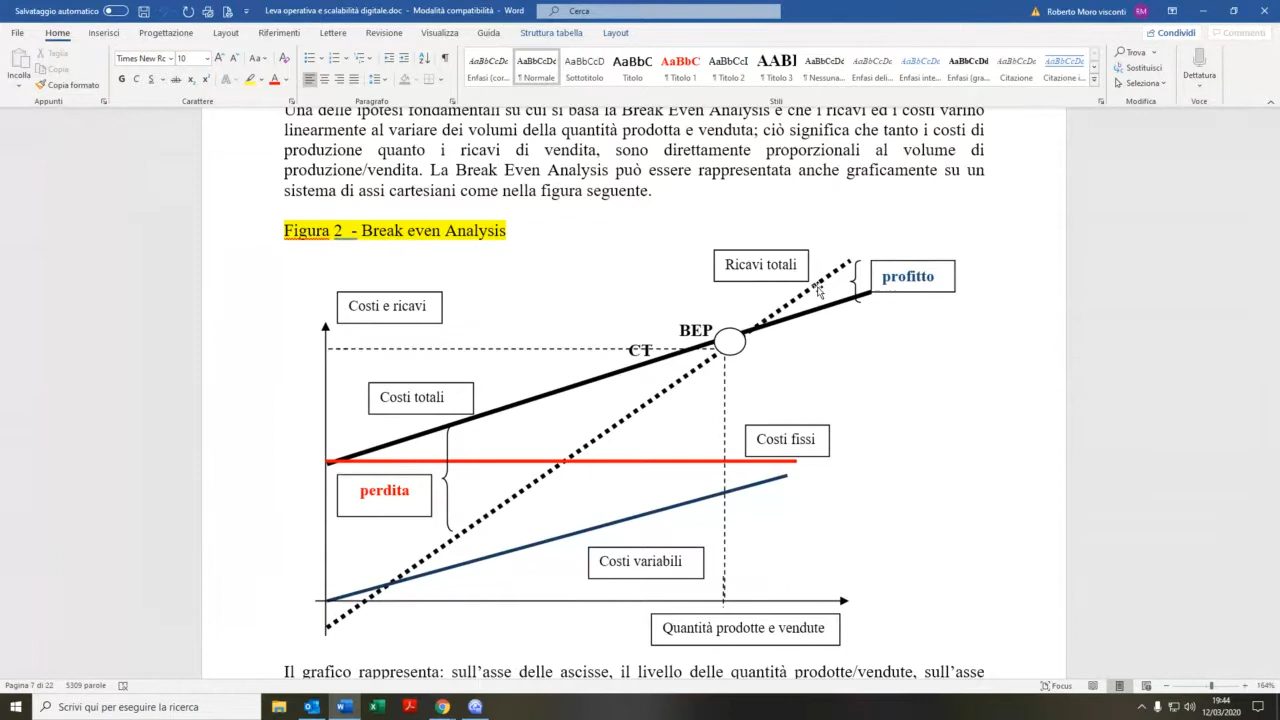 Salvataggio automatico
Leva operativa e scalabilità digitale.doc - Modalità compatibilità - Word
Cerca
Roberto Moro visconti
RM
File Home Inserisci Progettazione Layout Riferimenti Lettere Revisione Visualizza Guida Struttura tabella Layout
Condividi Commenti
Incolla
Taglia
Copia
Copia formato
Appunti
Times New Ro 10
Carattere
Paragrafo
AaBbCcDc AaBbCcDc AaBbCcD AaBbC AaBbC AaBbCcI AABI AaBbCcDc AaBbCcDc AaBbCcDc AaBbCcDc AaBbCcDc AaBbCcDc
Enfasi (cor... ¶ Normale Sottotitolo Titolo ¶ Titolo 1 ¶ Titolo 2 ¶ Titolo 3 ¶ Nessuna... Enfasi deli... Enfasi inte... Enfasi (gra... Citazione Citazione i...
Stili
Trova
Sostituisci
Seleziona
Modifica
Dettatura
Voce
Una delle ipotesi fondamentali su cui si basa la Break Even Analysis è che i ricavi ed i costi varino
linearmente al variare dei volumi della quantità prodotta e venduta; ciò significa che tanto i costi di
produzione quanto i ricavi di vendita, sono direttamente proporzionali al volume di
produzione/vendita. La Break Even Analysis può essere rappresentata anche graficamente su un
sistema di assi cartesiani come nella figura seguente.
Figura 2 - Break even Analysis
Ricavi totali
profitto
Costi e ricavi
BEP
CT
Costi totali
Costi fissi
perdita
Costi variabili
Quantità prodotte e vendute
Il grafico rappresenta: sull’asse delle ascisse, il livello delle quantità prodotte/vendute, sull’asse
Pagina 7 di 22 5309 parole
Focus
164%
Scrivi qui per eseguire la ricerca
19:44
12/03/2020